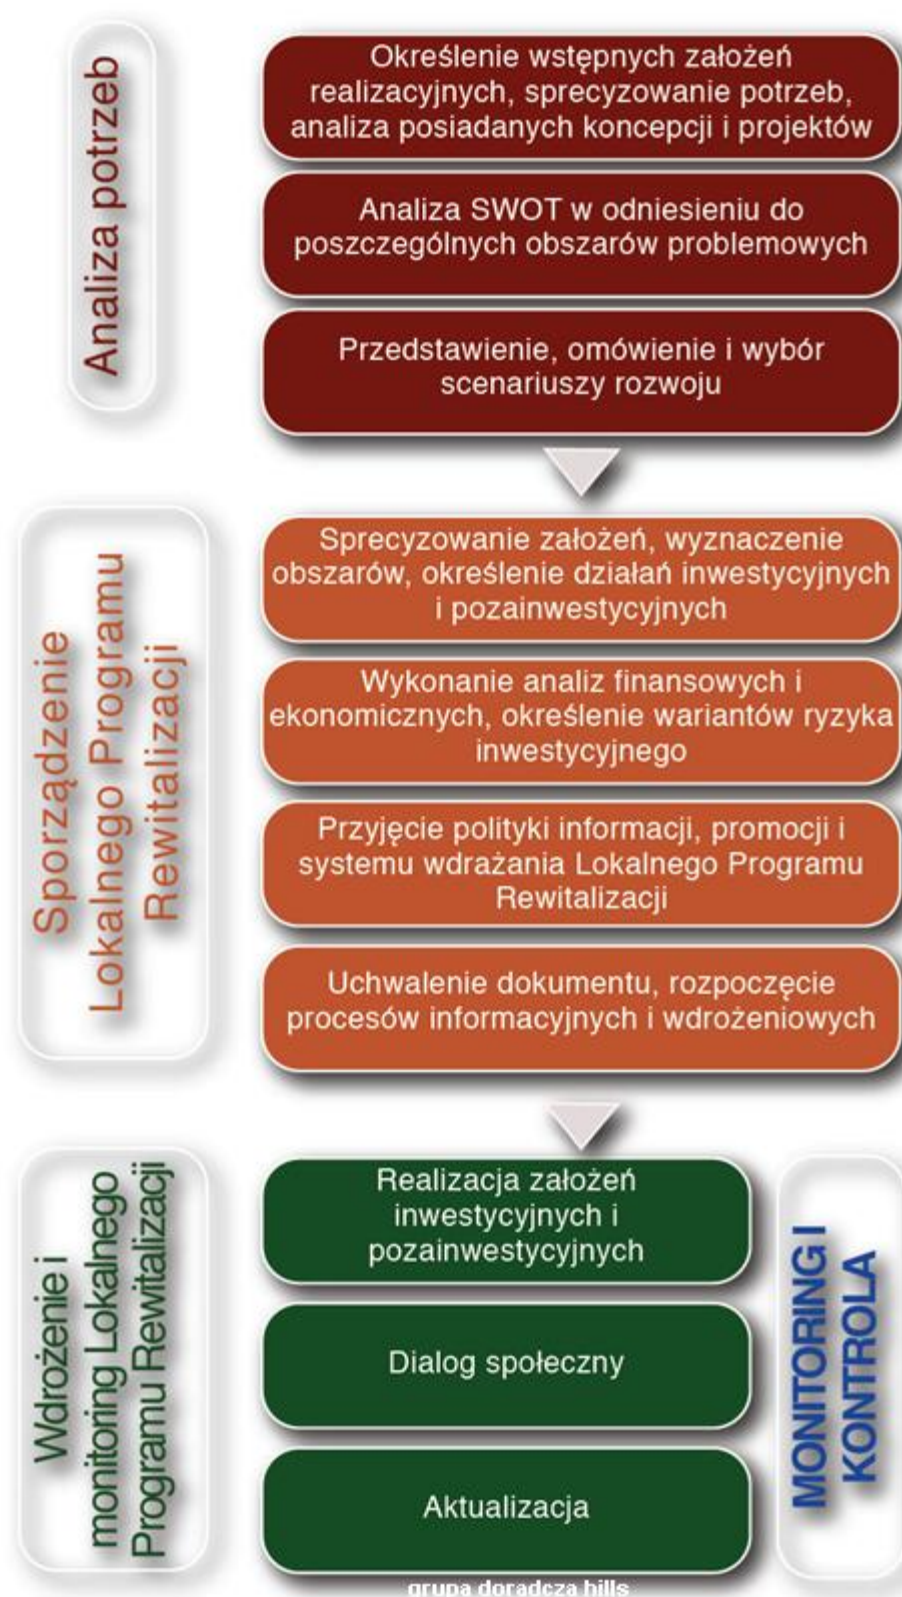 Analiza potrzeb
Określenie wstępnych założeń
realizacyjnych, sprecyzowanie potrzeb,
analiza posiadanych koncepcji i projektów
Analiza SWOT w odniesieniu do
poszczególnych obszarów problemowych
Przedstawienie, omówienie i wybór
scenariuszy rozwoju
Sporządzenie
Lokalnego Programu
Rewitalizacji
Sprecyzowanie założeń, wyznaczenie
obszarów, określenie działań inwestycyjnych
i pozainwestycyjnych
Wykonanie analiz finansowych i
ekonomicznych, określenie wariantów ryzyka
inwestycyjnego
Przyjęcie polityki informacji, promocji i
systemu wdrażania Lokalnego Programu
Rewitalizacji
Uchwalenie dokumentu, rozpoczęcie
procesów informacyjnych i wdrożeniowych
Wdrożenie i
monitoring Lokalnego
Programu Rewitalizacji
Realizacja założeń
inwestycyjnych i
pozainwestycyjnych
Dialog społeczny
Aktualizacja
MONITORING I
KONTROLA
grupa doradcza hills